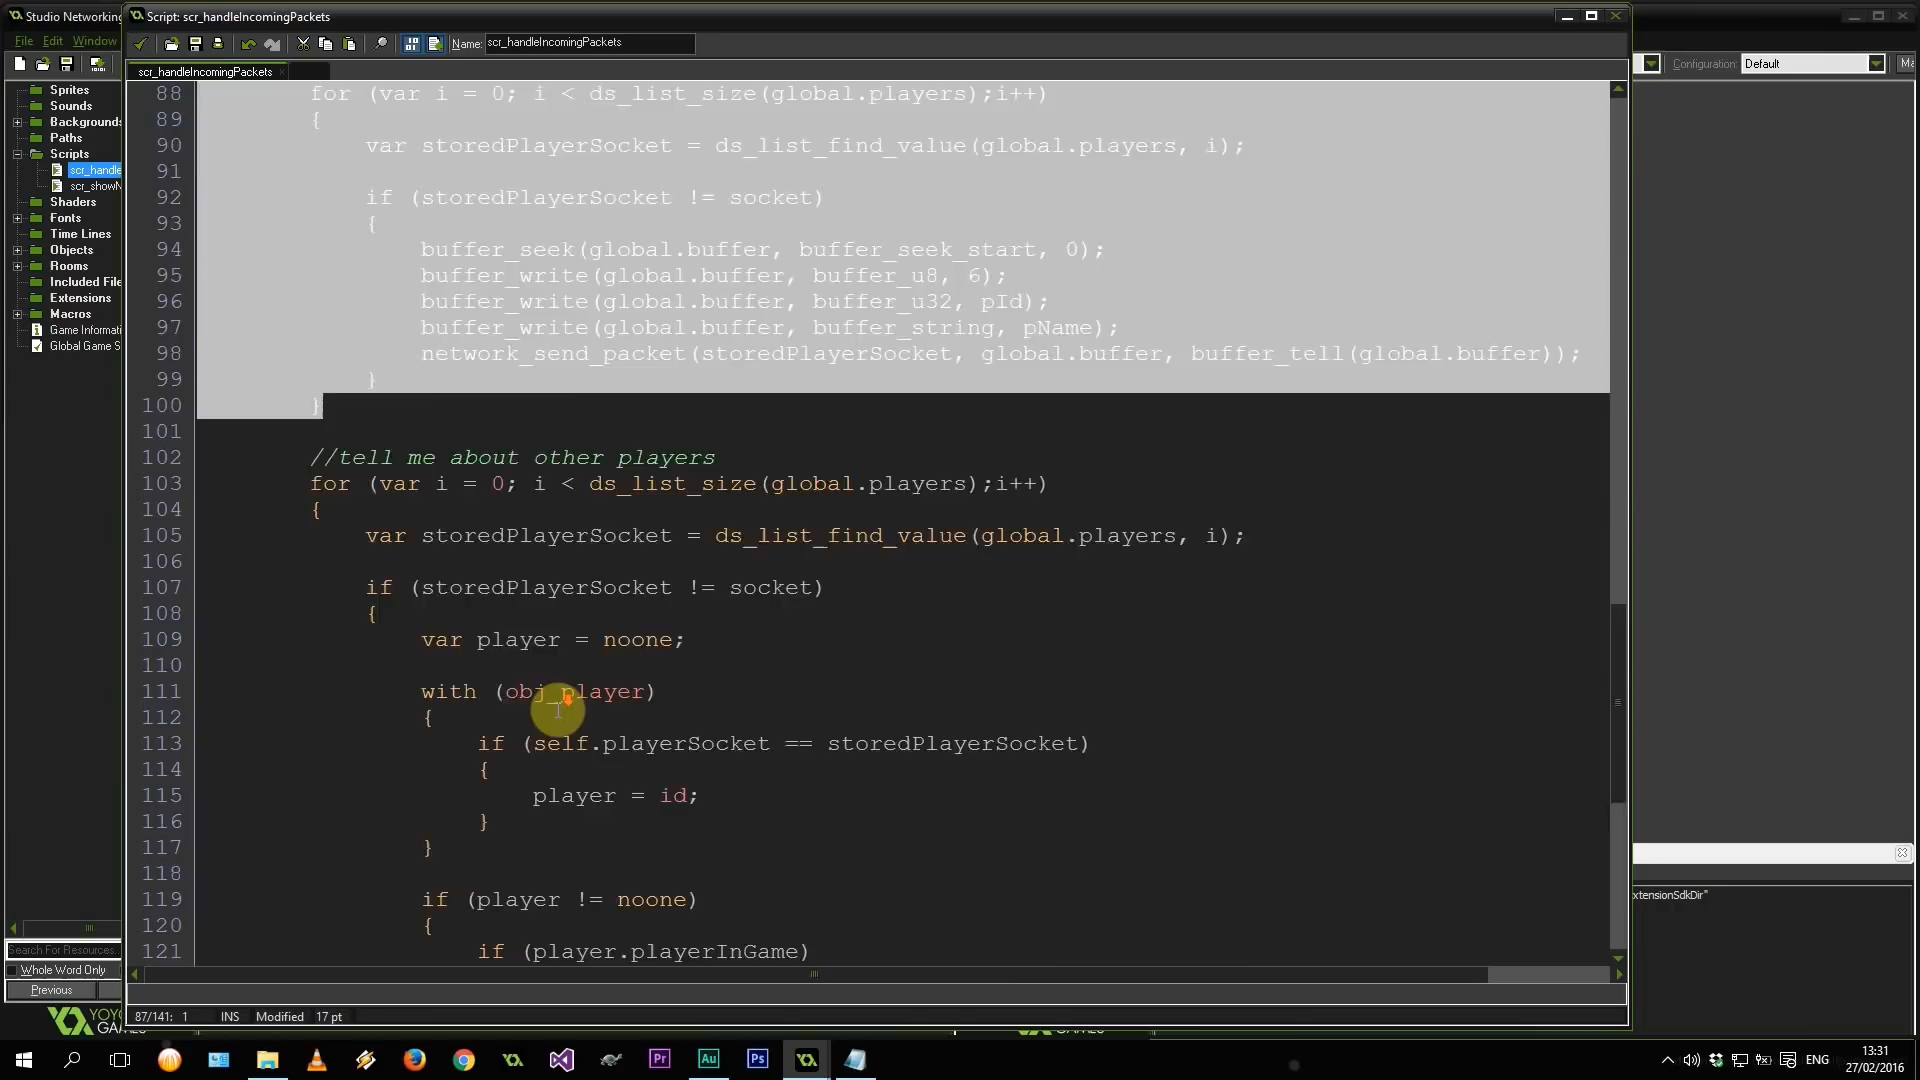 Studio Networking
Script: scr_handleIncomingPackets
File Edit Window
Name: scr_handleIncomingPackets
Configuration: Default
scr_handleIncomingPackets
Sprites
Sounds
Backgrounds
Paths
Scripts
scr_handle
scr_showN
Shaders
Fonts
Time Lines
Objects
Rooms
Included File
Extensions
Macros
Game Informati
Global Game S
88 for (var i = 0; i < ds_list_size(global.players);i++)
89 {
90 var storedPlayerSocket = ds_list_find_value(global.players, i);
91
92 if (storedPlayerSocket != socket)
93 {
94 buffer_seek(global.buffer, buffer_seek_start, 0);
95 buffer_write(global.buffer, buffer_u8, 6);
96 buffer_write(global.buffer, buffer_u32, pId);
97 buffer_write(global.buffer, buffer_string, pName);
98 network_send_packet(storedPlayerSocket, global.buffer, buffer_tell(global.buffer));
99 }
100 }
101
102 //tell me about other players
103 for (var i = 0; i < ds_list_size(global.players);i++)
104 {
105 var storedPlayerSocket = ds_list_find_value(global.players, i);
106
107 if (storedPlayerSocket != socket)
108 {
109 var player = noone;
110
111 with (obj_player)
112 {
113 if (self.playerSocket == storedPlayerSocket)
114 {
115 player = id;
116 }
117 }
118
119 if (player != noone)
120 {
121 if (player.playerInGame)
xtensionSdkDir"
Search For Resources
Whole Word Only
Previous
87/141: 1 INS Modified 17 pt
Pr Au Ps
ENG
13:31
27/02/2016